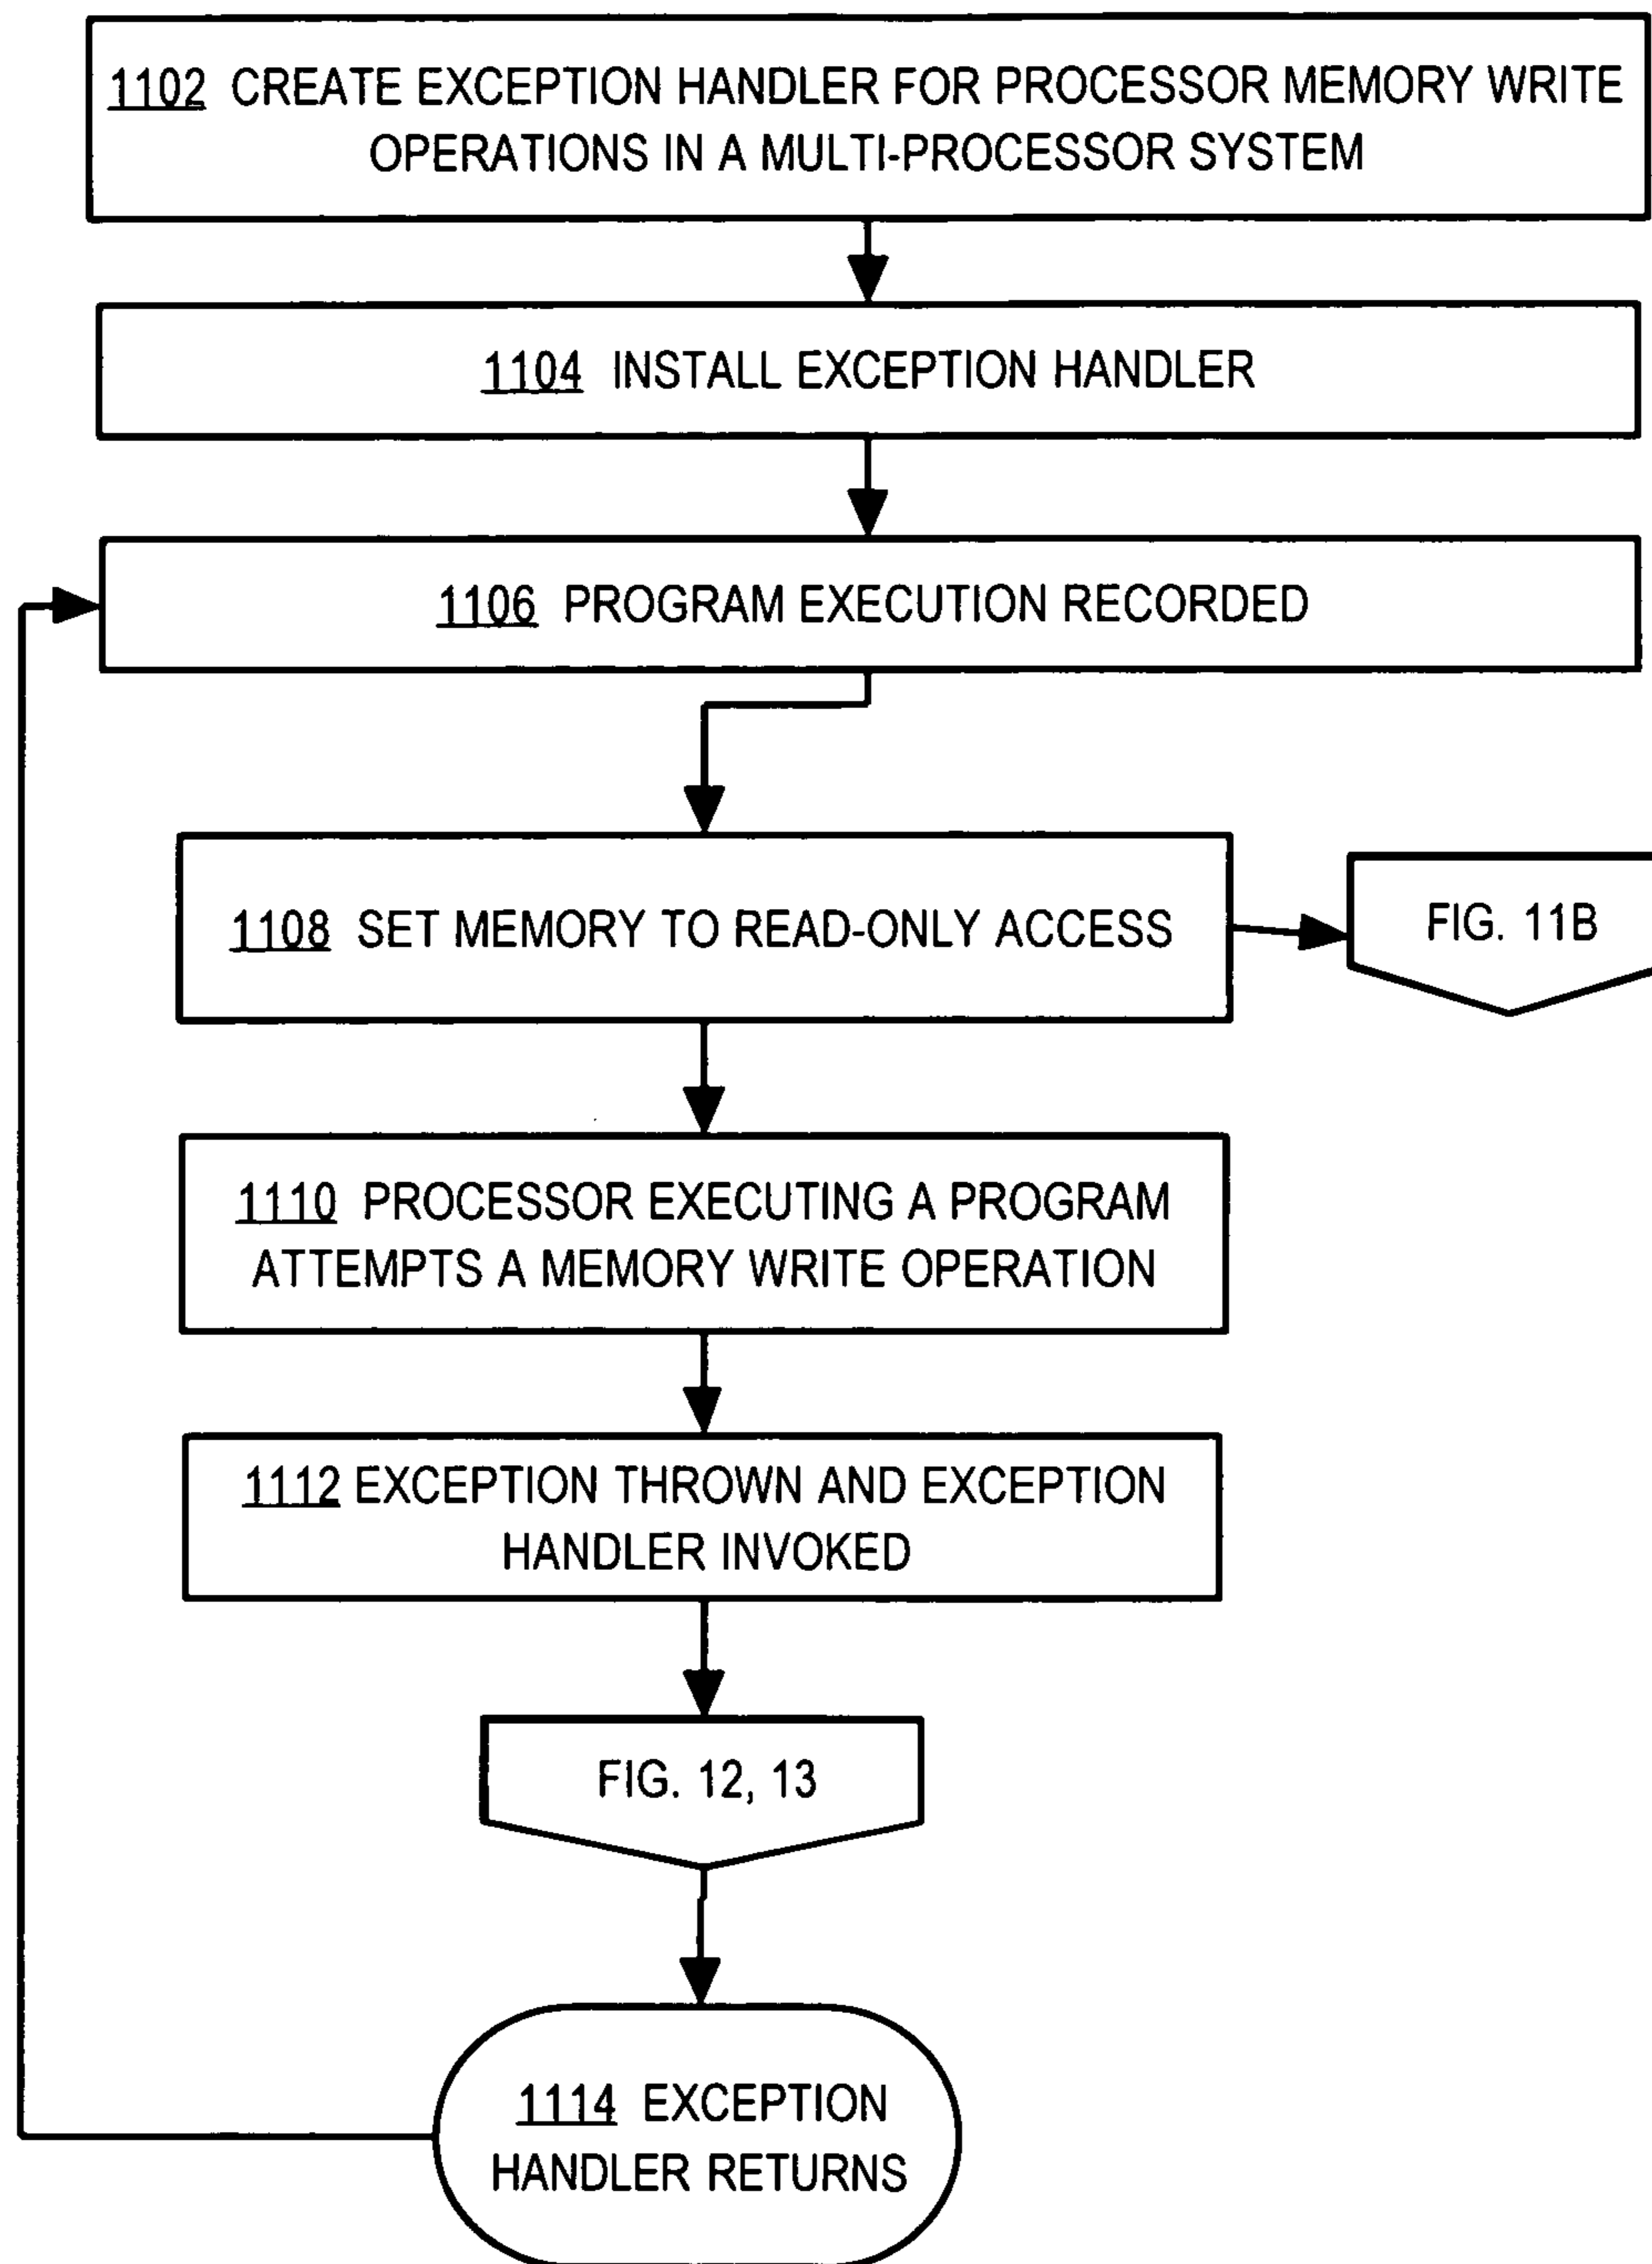 1102 CREATE EXCEPTION HANDLER FOR PROCESSOR MEMORY WRITE
OPERATIONS IN A MULTI-PROCESSOR SYSTEM
1104 INSTALL EXCEPTION HANDLER
1106 PROGRAM EXECUTION RECORDED
1108 SET MEMORY TO READ-ONLY ACCESS
FIG. 11B
1110 PROCESSOR EXECUTING A PROGRAM
ATTEMPTS A MEMORY WRITE OPERATION
1112 EXCEPTION THROWN AND EXCEPTION
HANDLER INVOKED
FIG. 12, 13
1114 EXCEPTION
HANDLER RETURNS